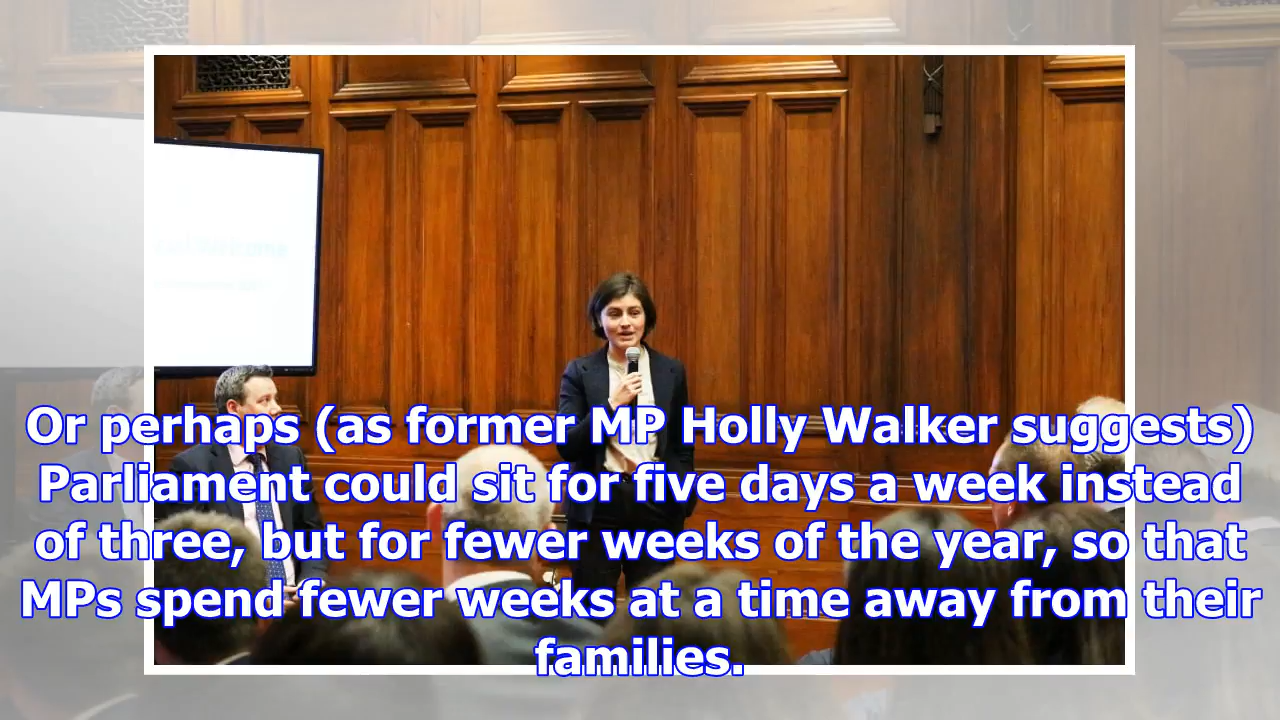 Or perhaps (as former MP Holly Walker suggests)
Parliament could sit for five days a week instead
of three, but for fewer weeks of the year, so that
MPs spend fewer weeks at a time away from their
families.